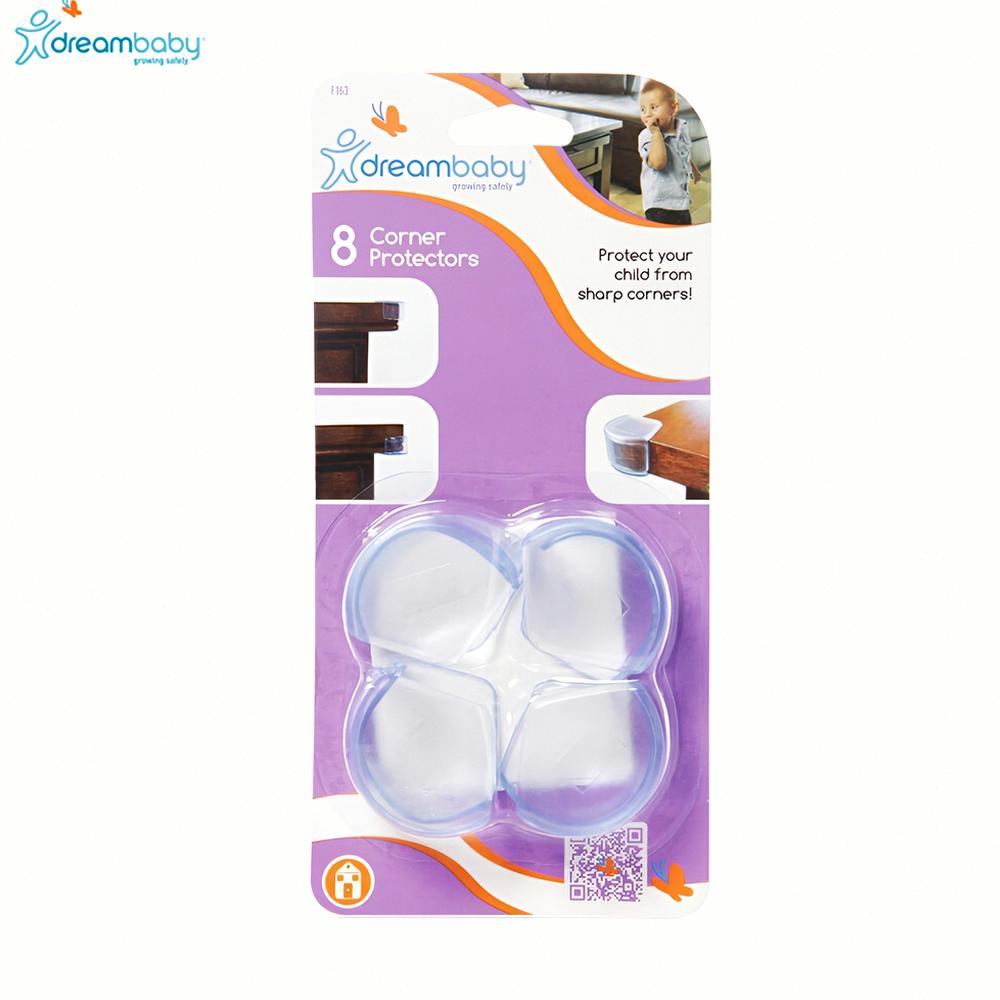 dreambaby
growing safely
F163
dreambaby
growing safely
8 Corner
Protectors
Protect your
child from
sharp corners!